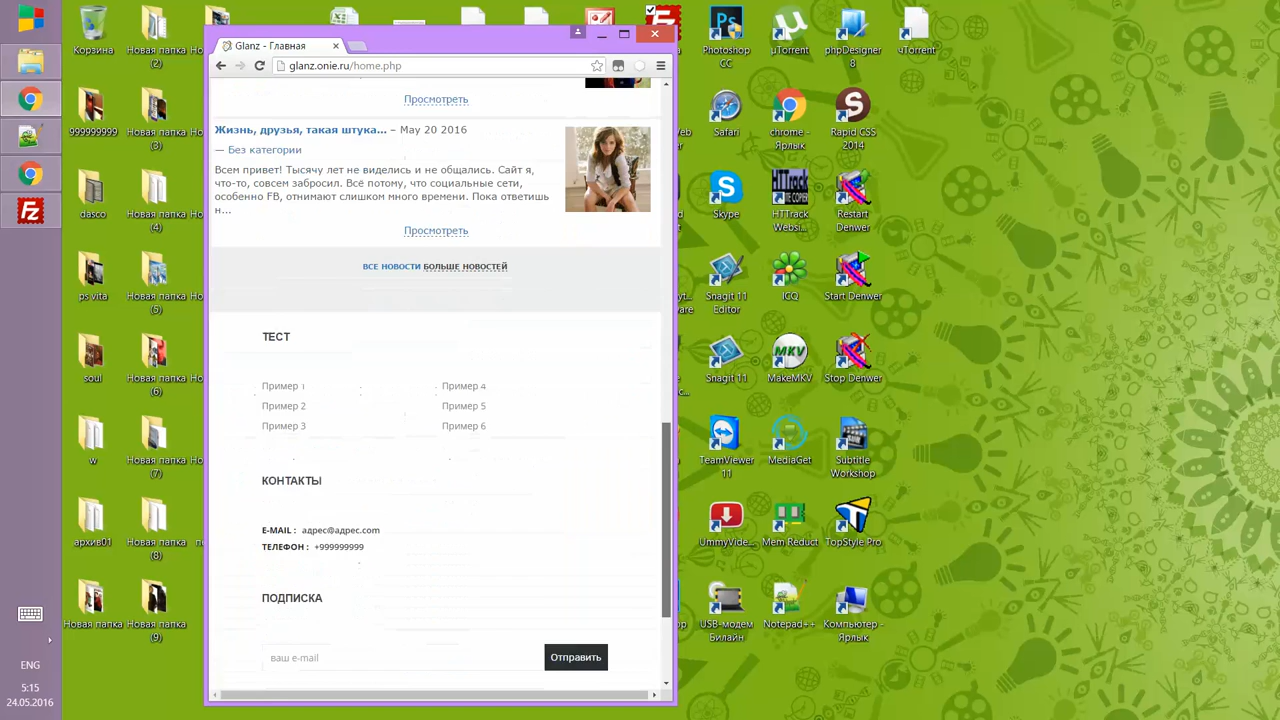 Glanz - Главная
glanz.onie.ru/home.php
Просмотреть
Жизнь, друзья, такая штука... – May 20 2016
— Без категории
Всем привет! Тысячу лет не виделись и не общались. Сайт я,
что-то, совсем забросил. Всё потому, что социальные сети,
особенно FB, отнимают слишком много времени. Пока ответишь
н...
Просмотреть
ВСЕ НОВОСТИ БОЛЬШЕ НОВОСТЕЙ
ТЕСТ
Пример 1
Пример 4
Пример 2
Пример 5
Пример 3
Пример 6
КОНТАКТЫ
E-MAIL : адрес@адрес.com
ТЕЛЕФОН : +999999999
ПОДПИСКА
ваш e-mail
Отправить
Корзина
Новая папка
(2)
999999999
Новая папка
(3)
dasco
Новая папка
(4)
ps vita
Новая папка
(5)
soul
Новая папка
(6)
w
Новая папка
(7)
архив01
Новая папка
(8)
Новая папка
Новая папка
(9)
Photoshop
CC
µTorrent
pnpDesigner
8
uTorrent
Safari
chrome -
Ярлык
Rapid CSS
2014
Skype
HTTrack
Websi...
Restart
Denwer
Snagit 11
Editor
ICQ
Start Denwer
Snagit 11
MakeMKV
Stop Denwer
TeamViewer
11
MediaGet
Subtitle
Workshop
UmmyVide...
Mem Reduct
TopStyle Pro
USB-модем
Билайн
Notepad++
Компьютер -
Ярлык
ENG
5:15
24.05.2016